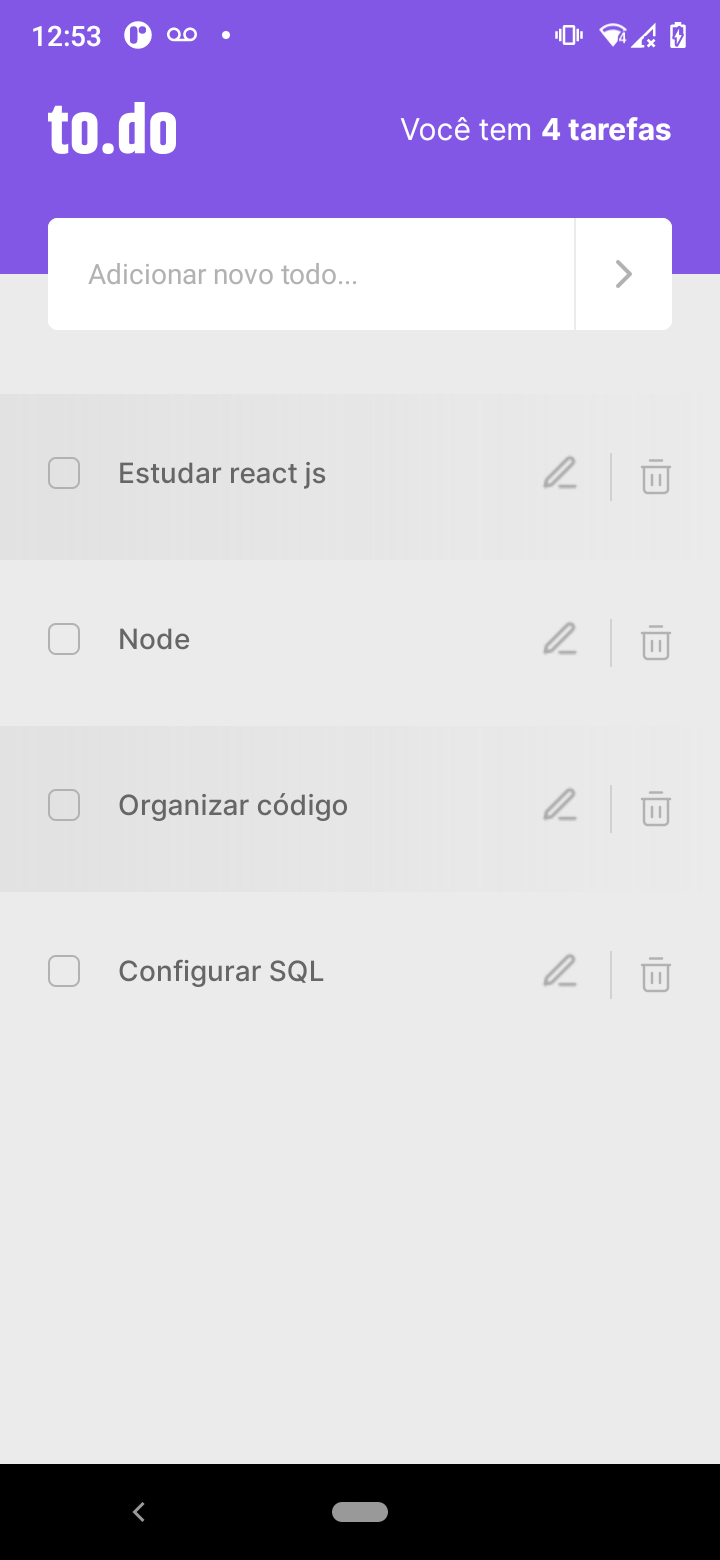 12:53
to.do
Você tem 4 tarefas
Adicionar novo todo...
Estudar react js
Node
Organizar código
Configurar SQL